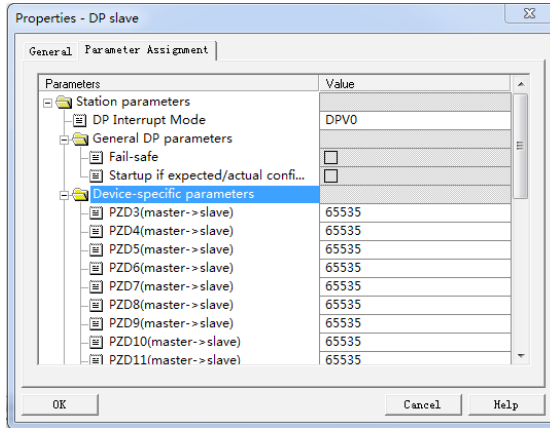 Properties - DP slave
General Parameter Assignment
Parameters Value
Station parameters
DP Interrupt Mode DPV0
General DP parameters
Fail-safe
Startup if expected/actual confi...
Device-specific parameters
PZD3(master->slave) 65535
PZD4(master->slave) 65535
PZD5(master->slave) 65535
PZD6(master->slave) 65535
PZD7(master->slave) 65535
PZD8(master->slave) 65535
PZD9(master->slave) 65535
PZD10(master->slave) 65535
PZD11(master->slave) 65535
OK Cancel Help